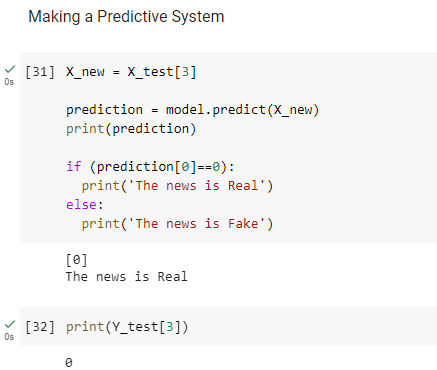 Making a Predictive System
[31] X_new = X_test[3]
0s
prediction = model.predict(X_new)
print(prediction)
if (prediction[0]==0):
  print('The news is Real')
else:
  print('The news is Fake')
[0]
The news is Real
[32] print(Y_test[3])
0s
0